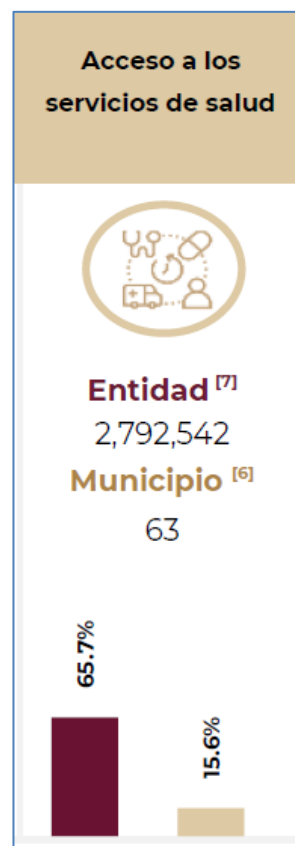 Acceso a los
servicios de salud
Entidad [7]
2,792,542
Municipio [6]
63
65.7%
15.6%